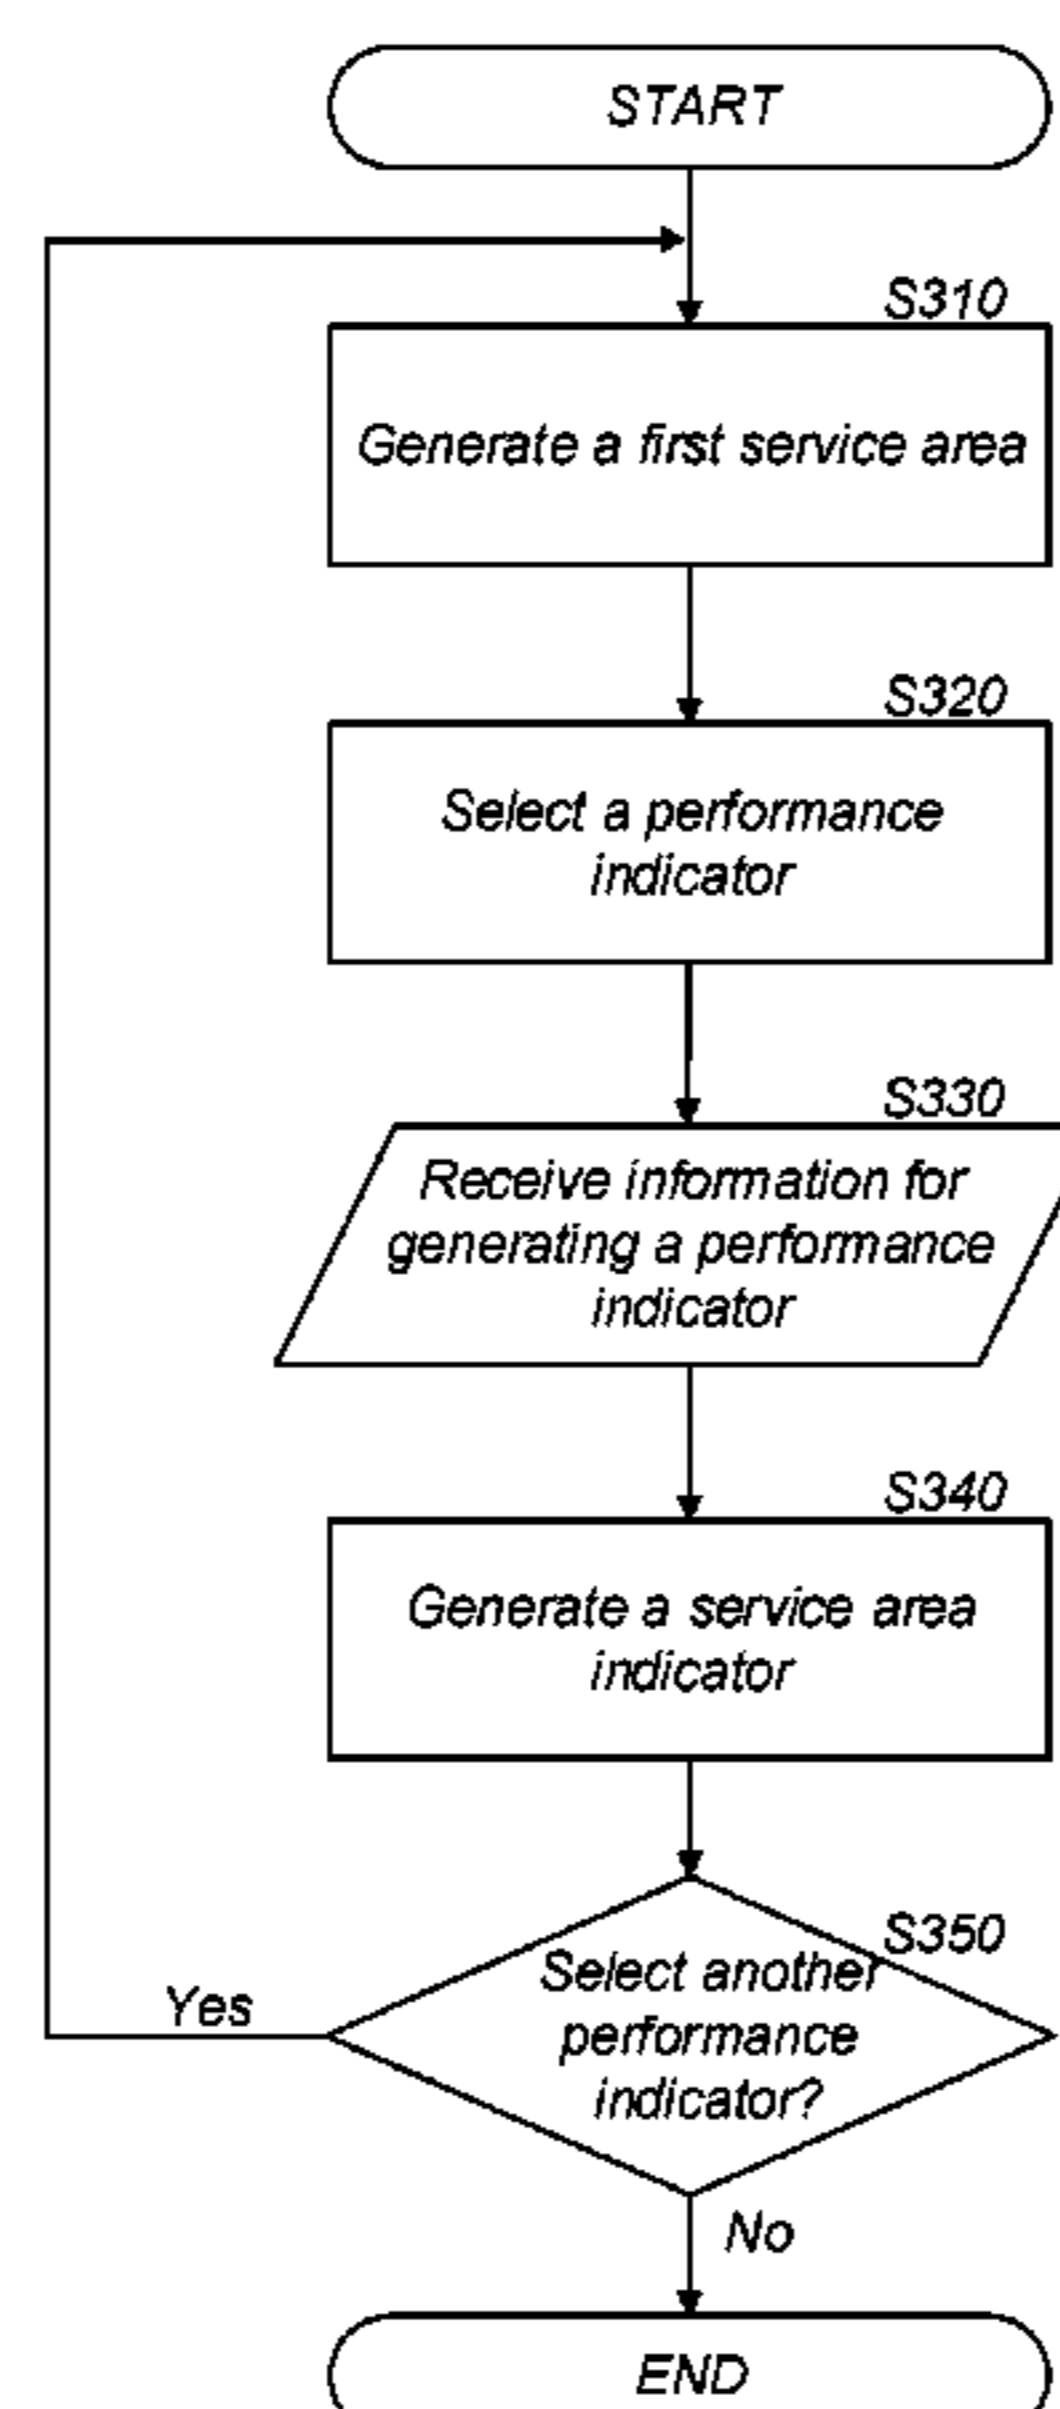 START
S310
Generate a first service area
S320
Select a performance
indicator
S330
Receive information for
generating a performance
indicator
S340
Generate a service area
indicator
S350
Select another
performance
indicator?
Yes
No
END